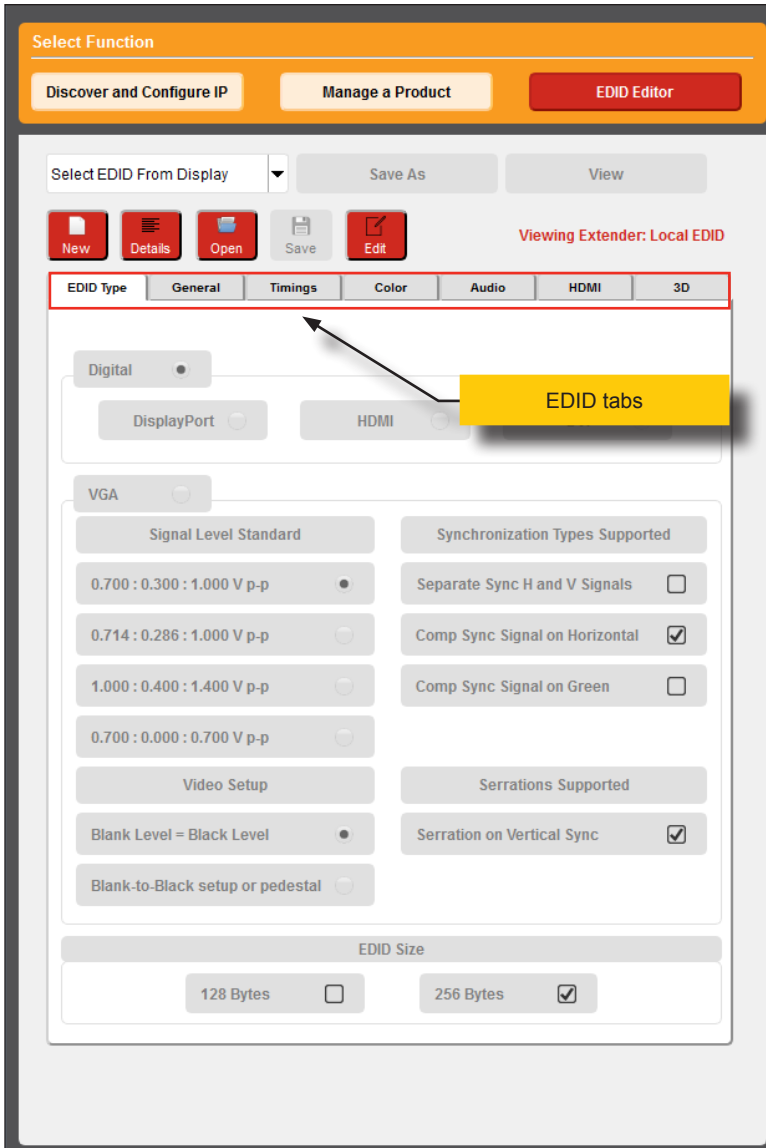 Select Function
Discover and Configure IP
Manage a Product
EDID Editor
Select EDID From Display
Save As
View
New
Details
Open
Save
Edit
Viewing Extender: Local EDID
EDID Type
General
Timings
Color
Audio
HDMI
3D
Digital
EDID tabs
DisplayPort
HDMI
VGA
Signal Level Standard
Synchronization Types Supported
0.700 : 0.300 : 1.000 V p-p
Separate Sync H and V Signals
0.714 : 0.286 : 1.000 V p-p
Comp Sync Signal on Horizontal
1.000 : 0.400 : 1.400 V p-p
Comp Sync Signal on Green
0.700 : 0.000 : 0.700 V p-p
Video Setup
Serrations Supported
Blank Level = Black Level
Serration on Vertical Sync
Blank-to-Black setup or pedestal
EDID Size
128 Bytes
256 Bytes